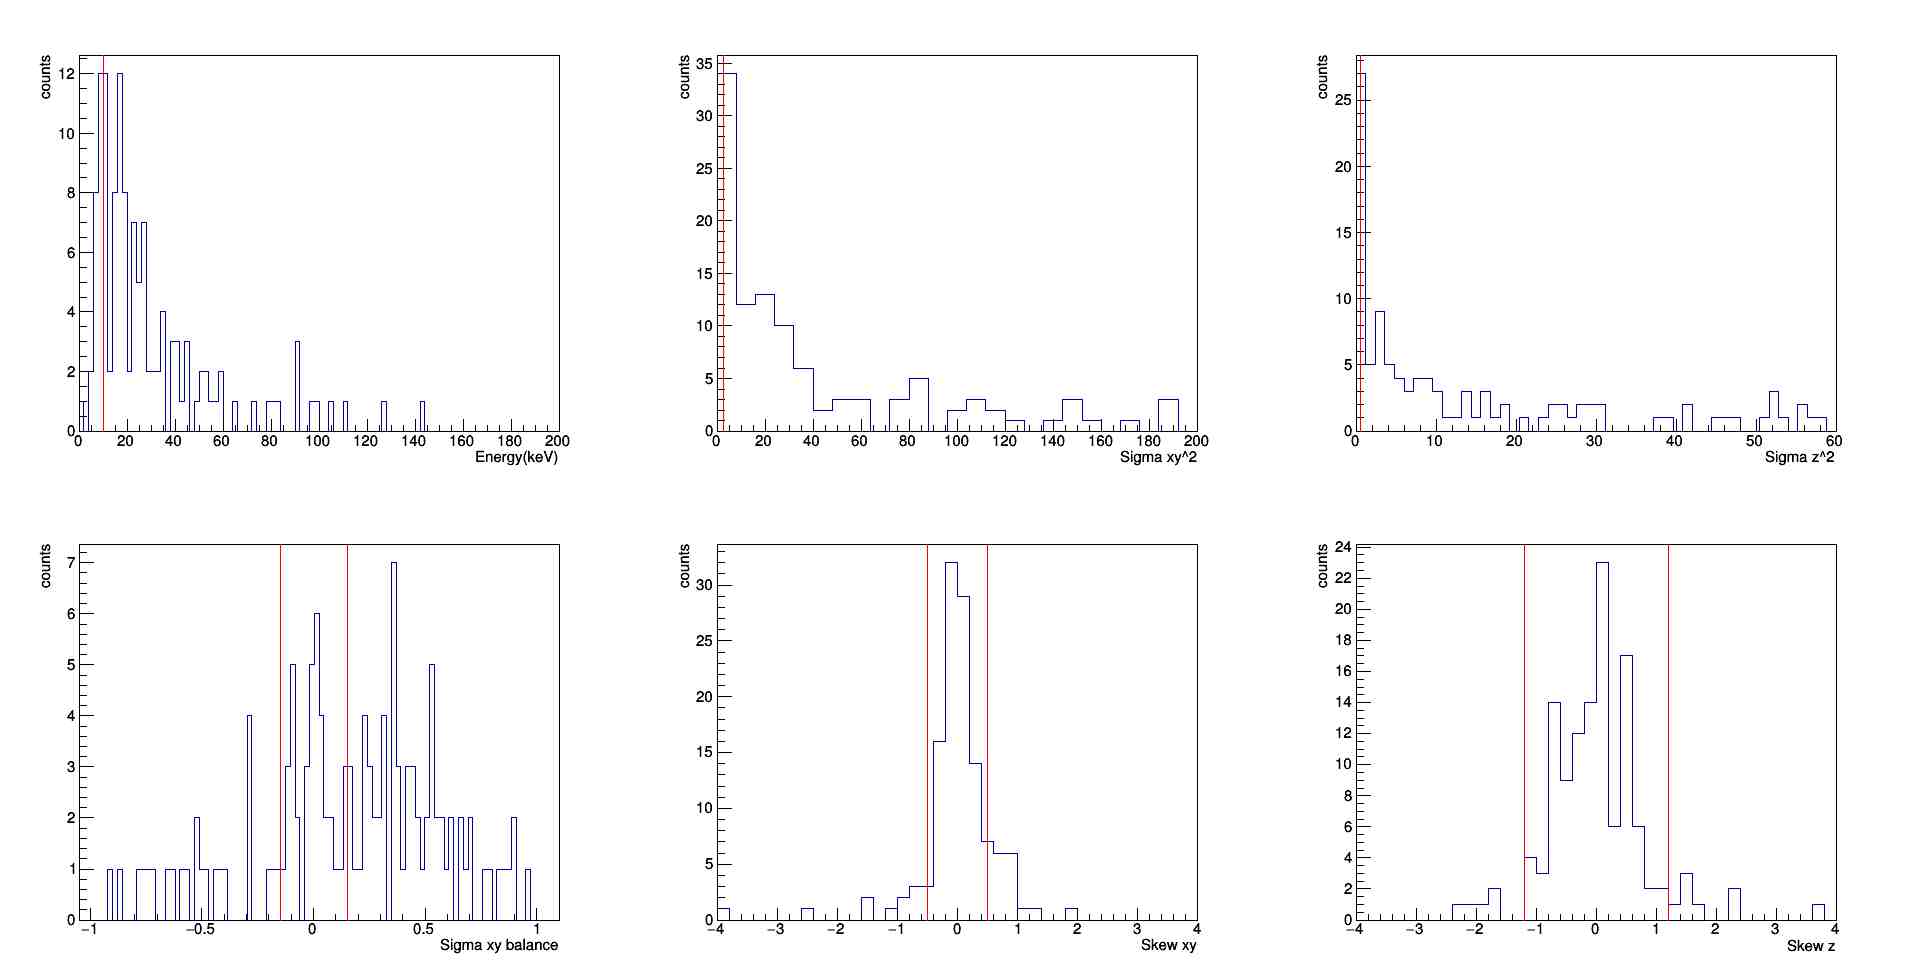 counts
12
10
8
6
4
2
0
0 20 40 60 80 100 120 140 160 180 200
Energy(keV)
counts
35
30
25
20
15
10
5
0
0 20 40 60 80 100 120 140 160 180 200
Sigma xy^2
counts
25
20
15
10
5
0
0 10 20 30 40 50 60
Sigma z^2
counts
7
6
5
4
3
2
1
0
−1 −0.5 0 0.5 1
Sigma xy balance
counts
30
25
20
15
10
5
0
−4 −3 −2 −1 0 1 2 3 4
Skew xy
counts
24
22
20
18
16
14
12
10
8
6
4
2
0
−4 −3 −2 −1 0 1 2 3 4
Skew z